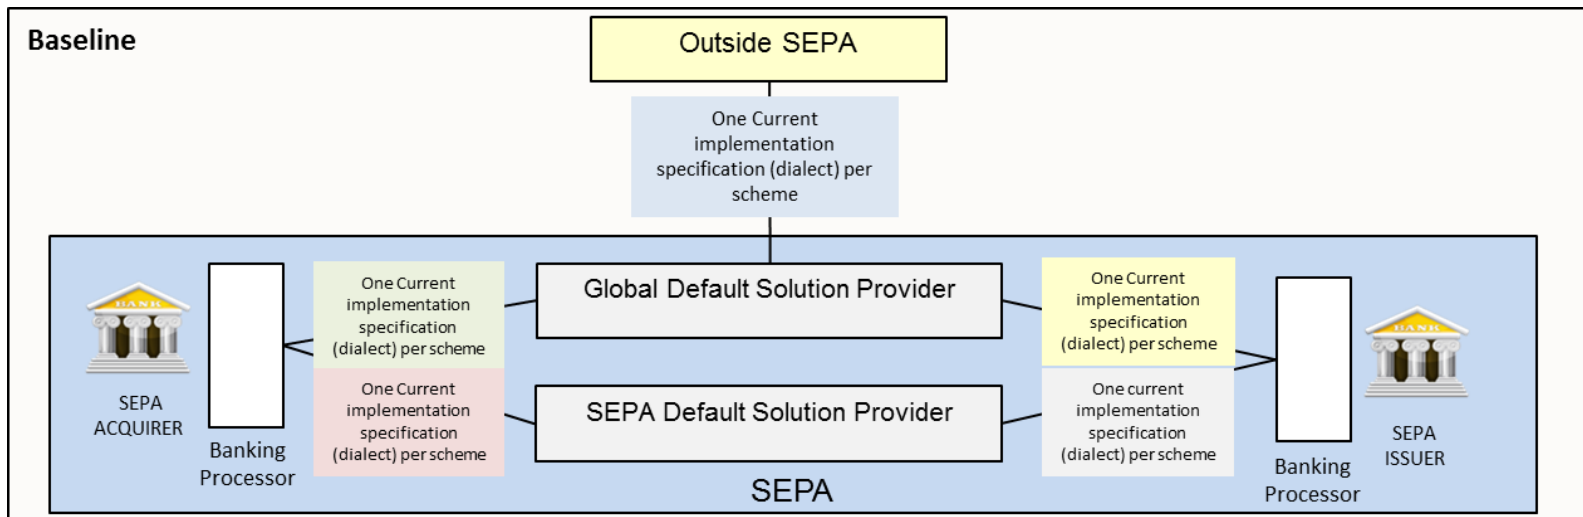 Baseline
Outside SEPA
One Current
implementation
specification (dialect) per
scheme
Global Default Solution Provider
One Current
implementation
specification
(dialect) per scheme
One Current
implementation
specification
(dialect) per scheme
BANK
BANK
SEPA
ACQUIRER
Banking
Processor
One Current
implementation
specification
(dialect) per scheme
SEPA Default Solution Provider
One current
implementation
specification
(dialect) per scheme
SEPA
ISSUER
Banking
Processor
SEPA